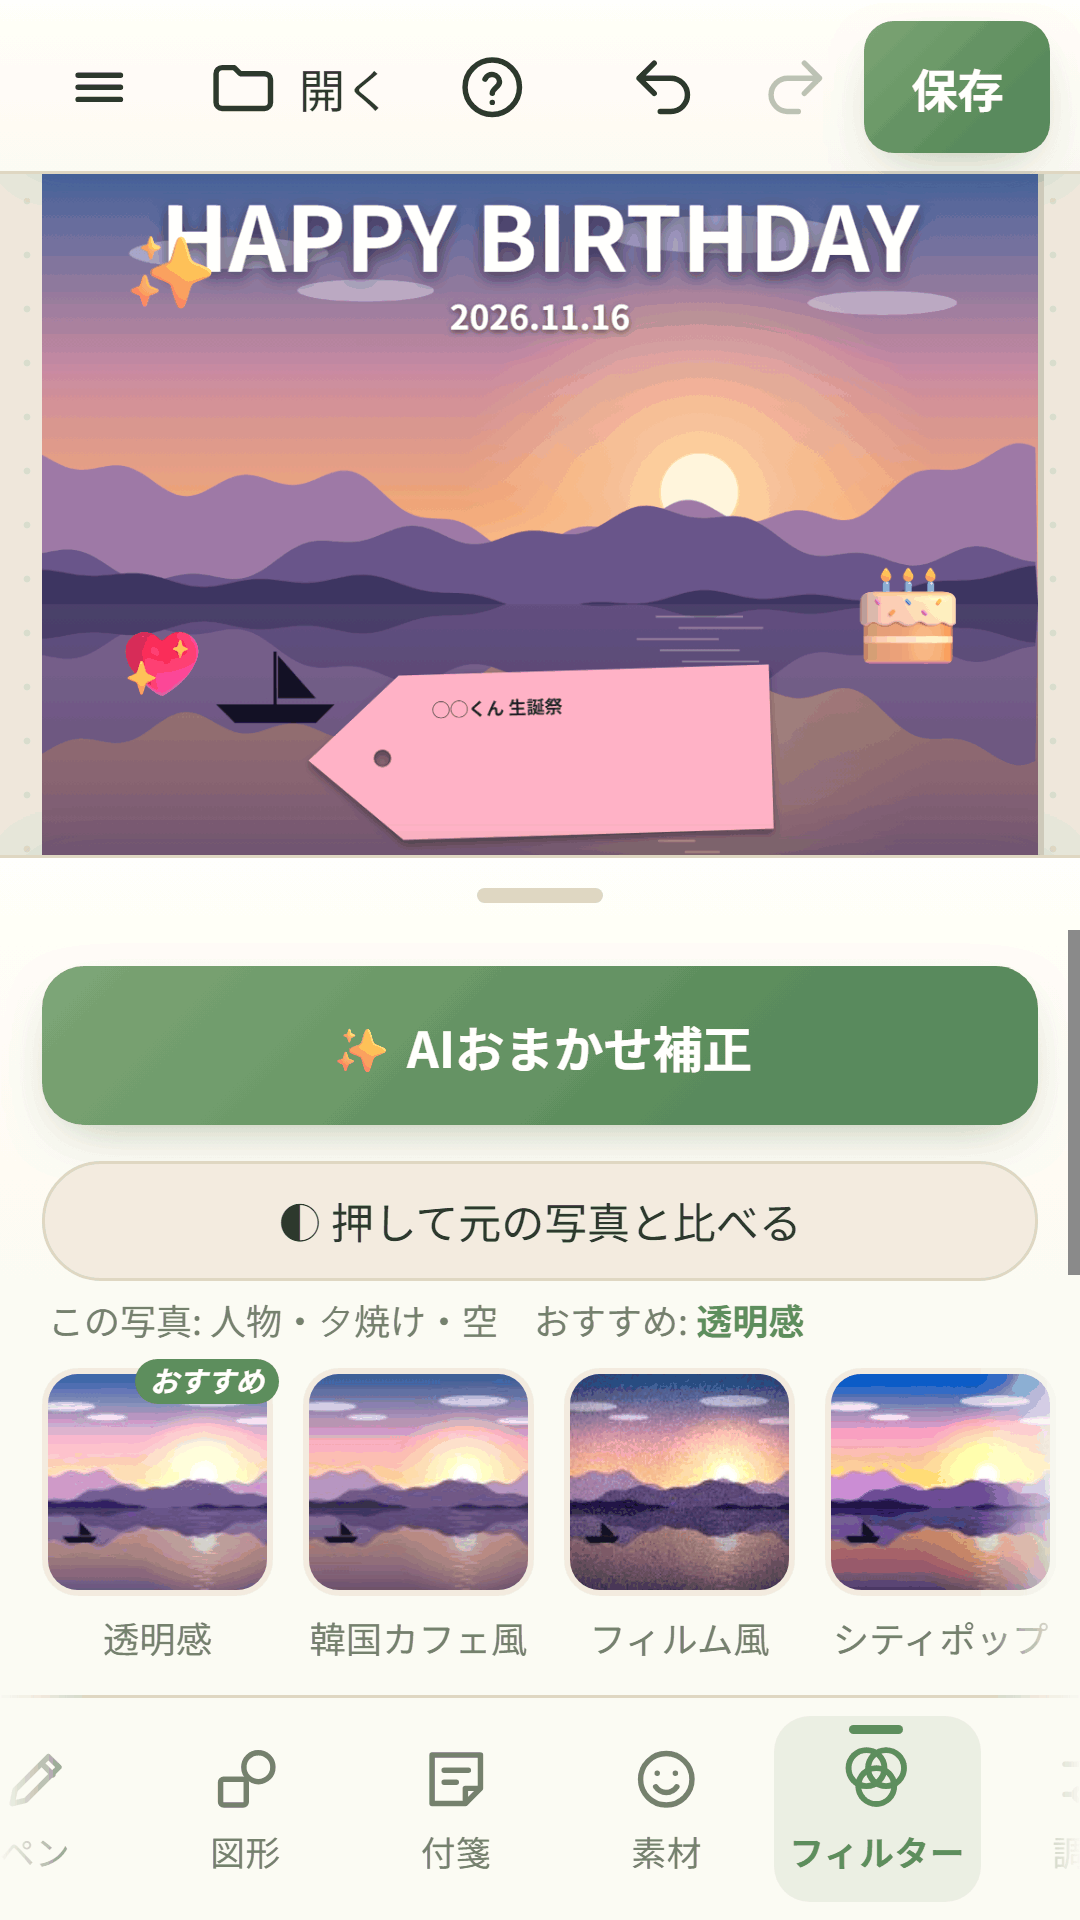 開く
保存
HAPPY BIRTHDAY
2026.11.16
○○くん 生誕祭
AIおまかせ補正
押して元の写真と比べる
この写真: 人物・夕焼け・空　おすすめ: 透明感
おすすめ
透明感 韓国カフェ風 フィルム風 シティポップ
ペン 図形 付箋 素材 フィルター